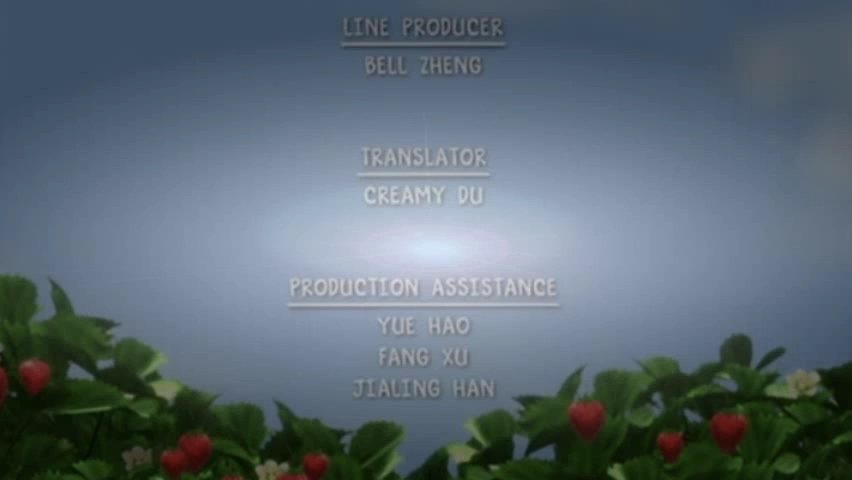 LINE PRODUCER
BELL ZHENG
TRANSLATOR
CREAMY DU
PRODUCTION ASSISTANCE
YUE HAO
FANG XU
JIALING HAN